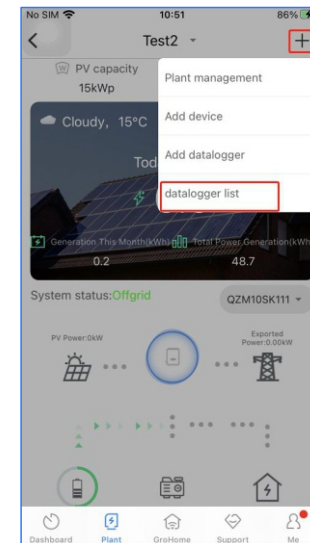 No SIM 10:51 86%
Test2
PV capacity
15kWp
Plant management
Add device
Add datalogger
datalogger list
Cloudy, 15°C
Tod
Generation This Month(kWh) Total Power Generation(kWh
0.2 48.7
System status:Offgrid QZM10SK111
PV Power:0kW
Exported
Power:0.00kW
Dashboard Plant GroHome Support Me